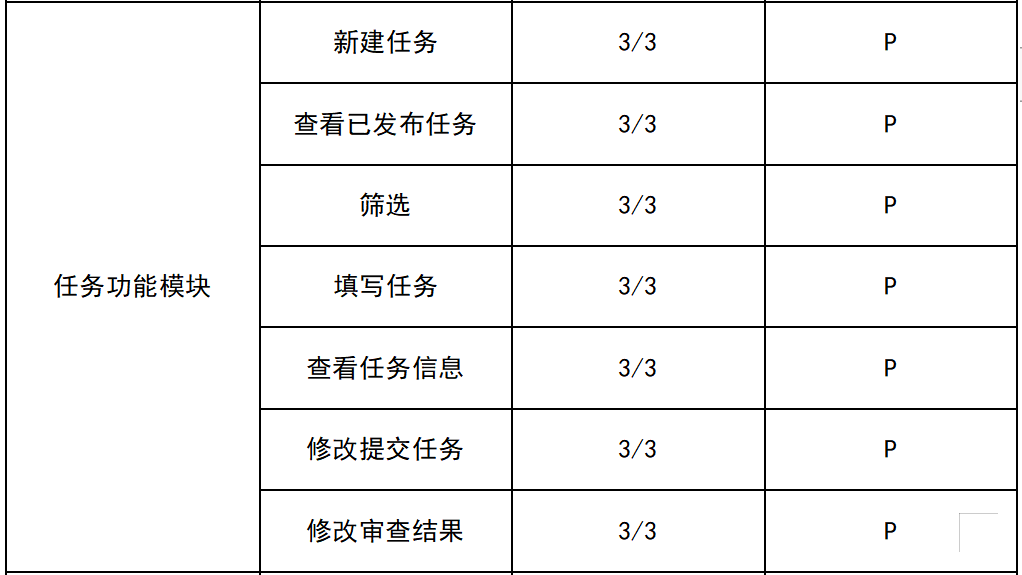 任务功能模块
新建任务 3/3 P
查看已发布任务 3/3 P
筛选 3/3 P
填写任务 3/3 P
查看任务信息 3/3 P
修改提交任务 3/3 P
修改审查结果 3/3 P